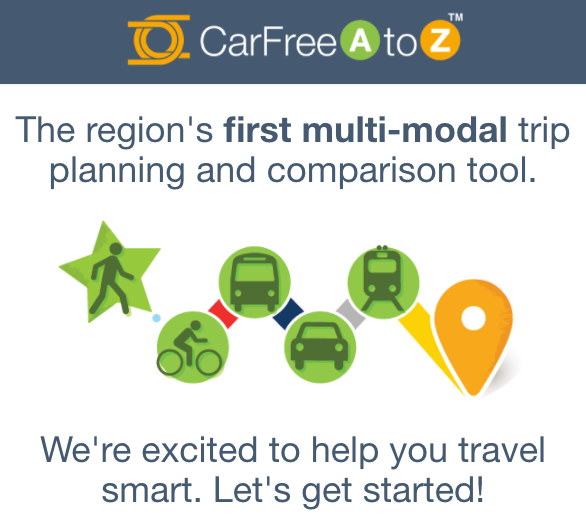 CarFree A to Z™
The region's first multi-modal trip
planning and comparison tool.
We're excited to help you travel
smart. Let's get started!